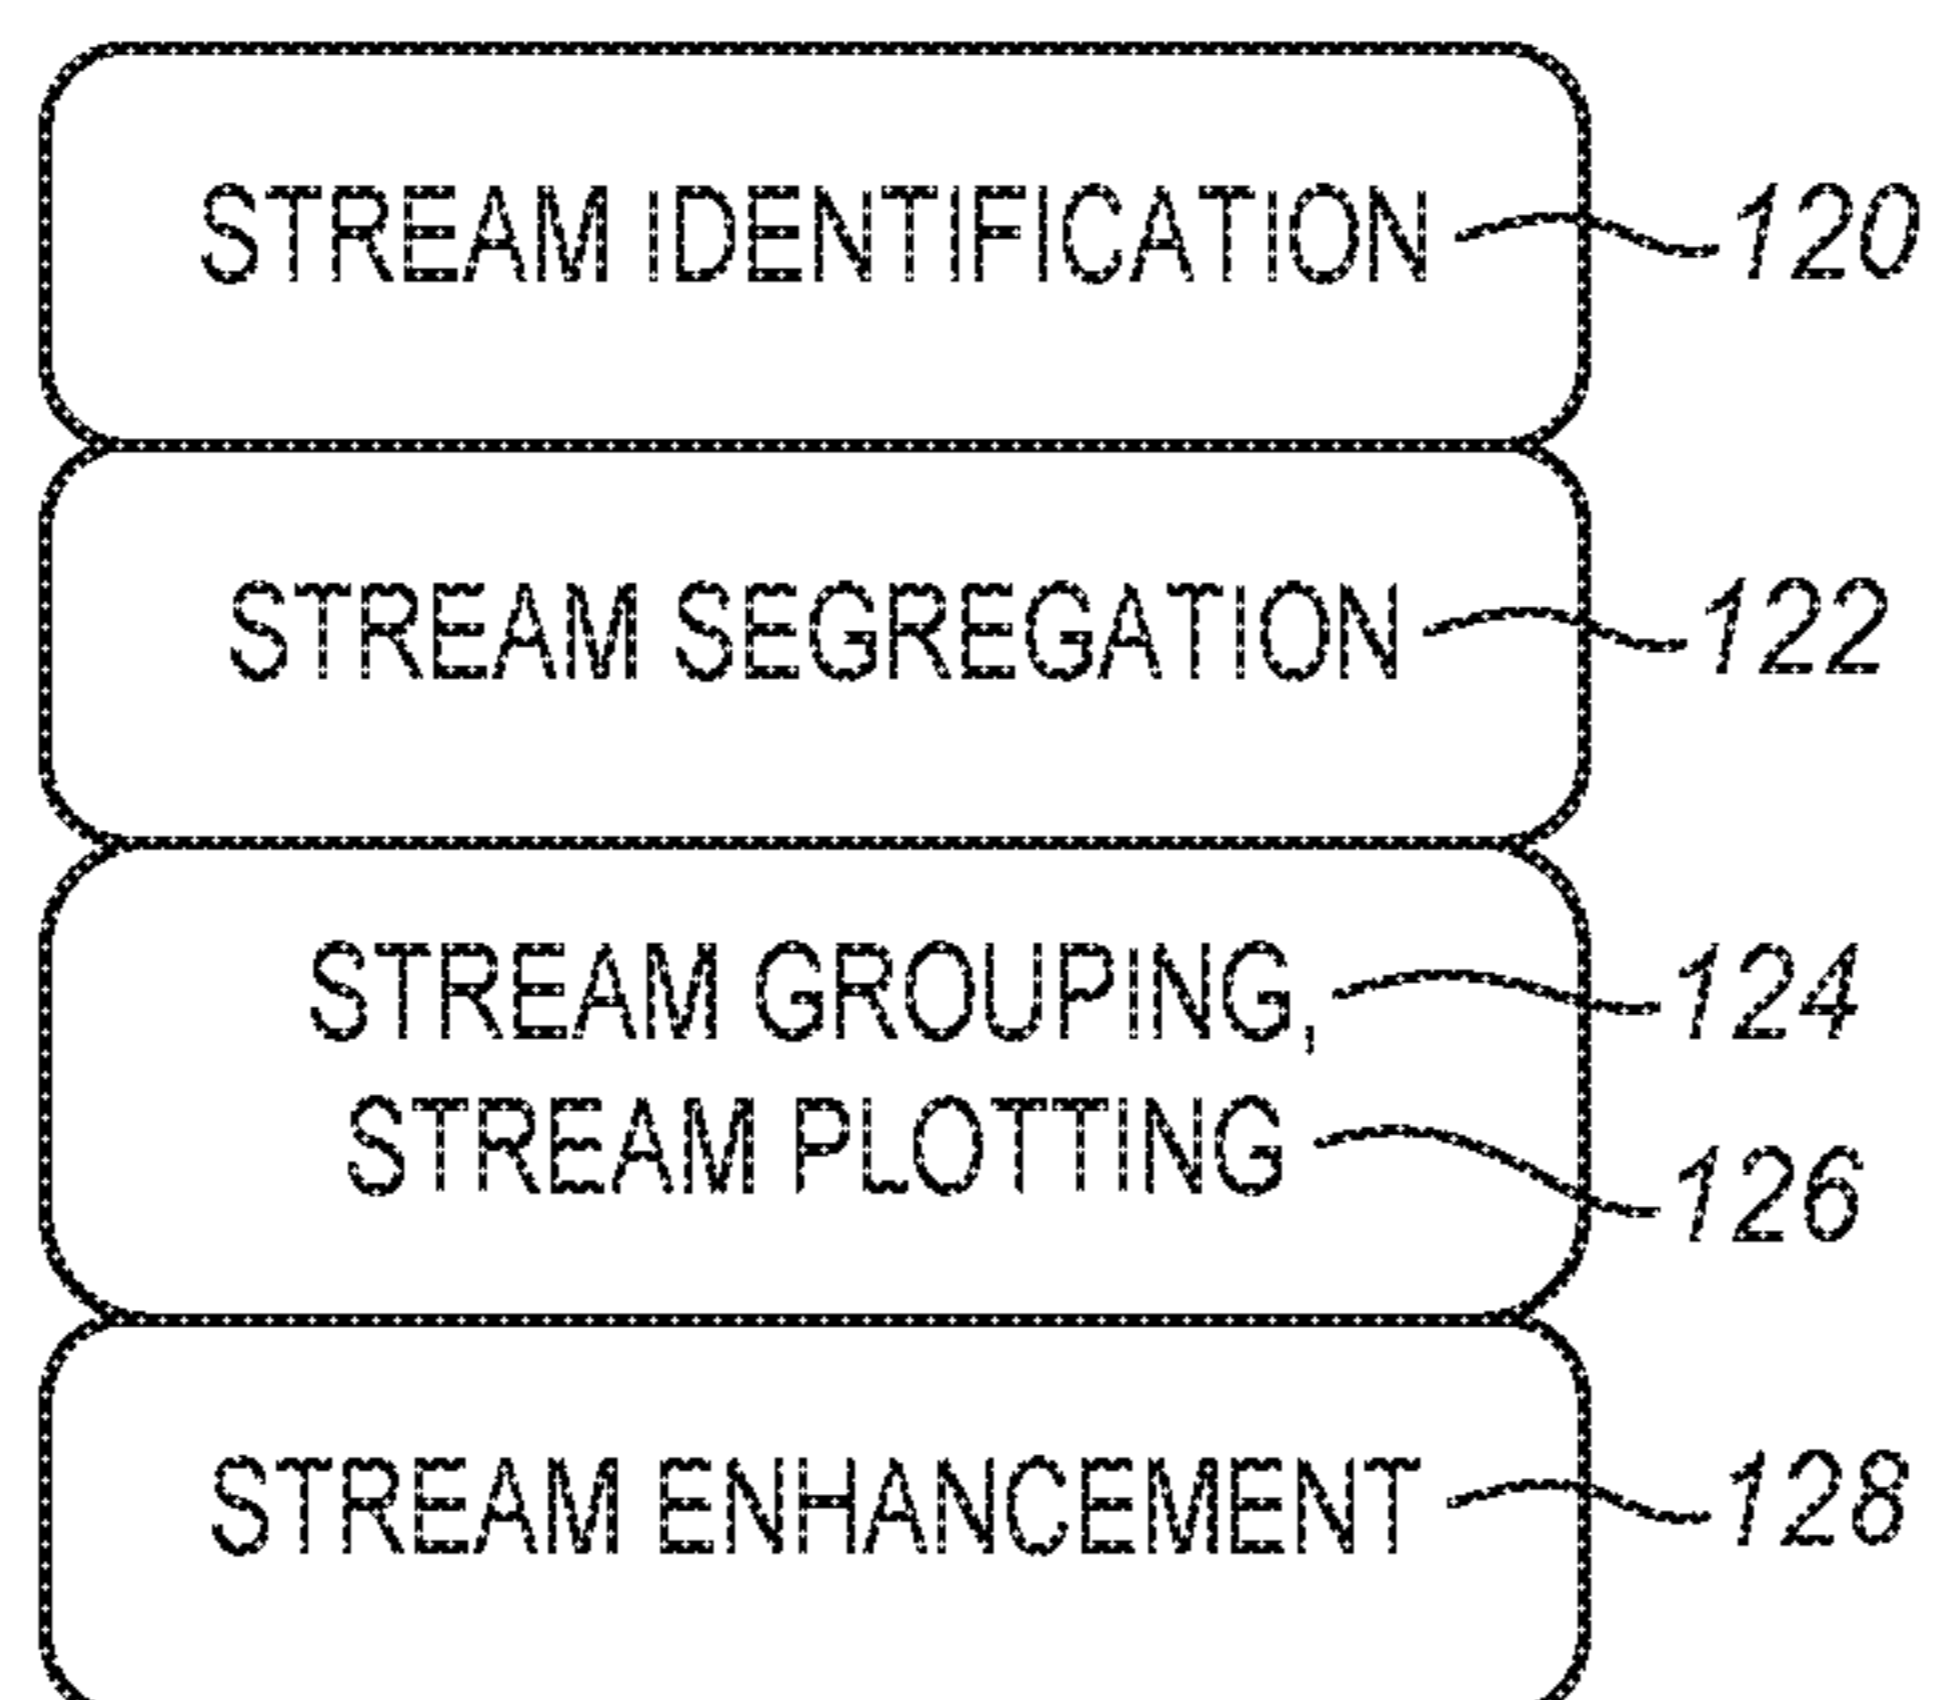 STREAM IDENTIFICATION 120
STREAM SEGREGATION 122
STREAM GROUPING, 124
STREAM PLOTTING 126
STREAM ENHANCEMENT 128